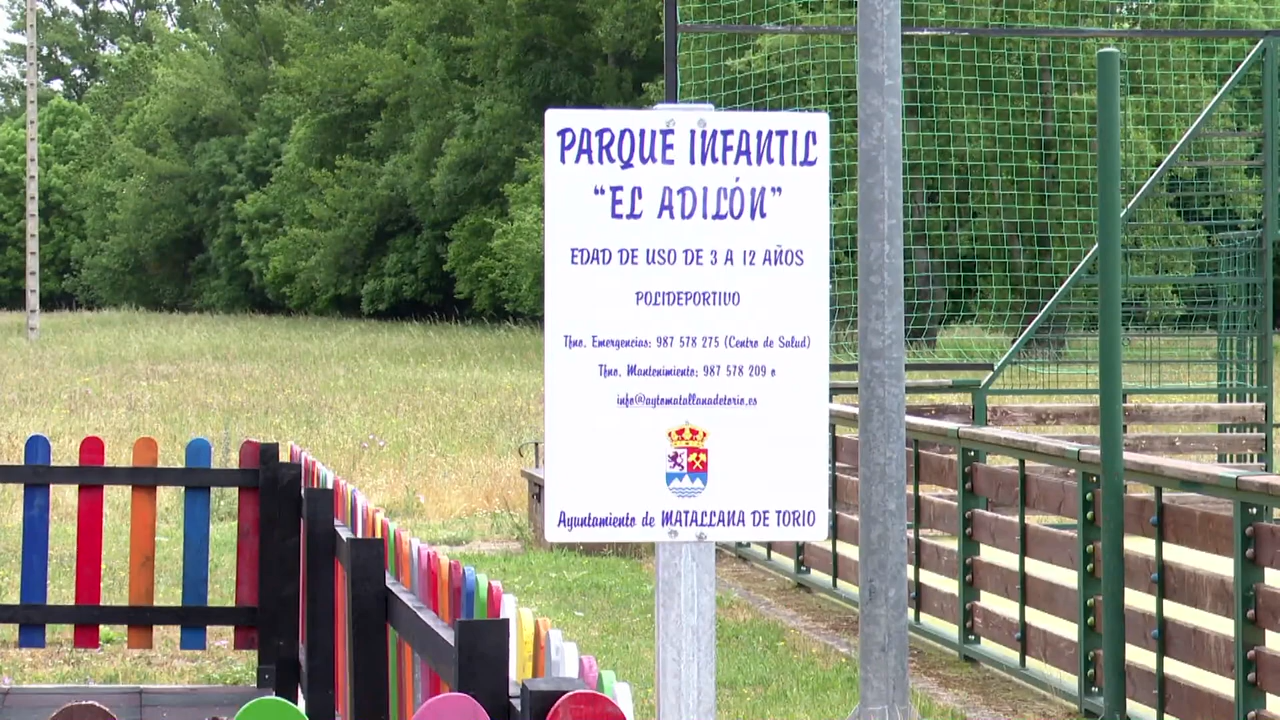 PARQUE INFANTIL
“EL ADILÓN”
EDAD DE USO DE 3 A 12 AÑOS
POLIDEPORTIVO
Tfno. Emergencias: 987 578 275 (Centro de Salud)
Tfno. Mantenimiento: 987 578 209 o
info@aytomatallanadetorio.es
Ayuntamiento de MATALLANA DE TORIO